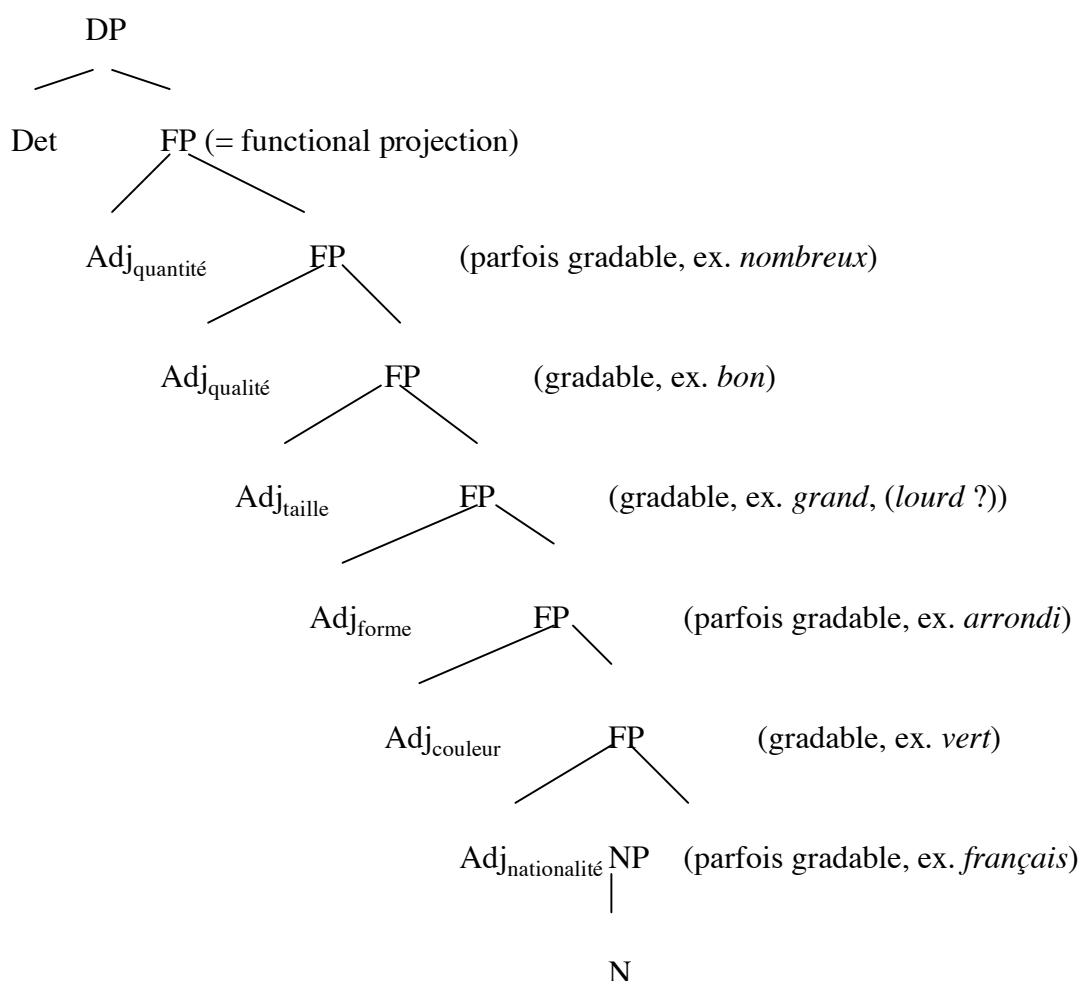 DP
Det FP (= functional projection)
Adjquantité FP (parfois gradable, ex. nombreux)
Adjqualité FP (gradable, ex. bon)
Adjtaille FP (gradable, ex. grand, (lourd ?))
Adjforme FP (parfois gradable, ex. arrondi)
Adjcouleur FP (gradable, ex. vert)
Adjnationalité NP (parfois gradable, ex. français)
N